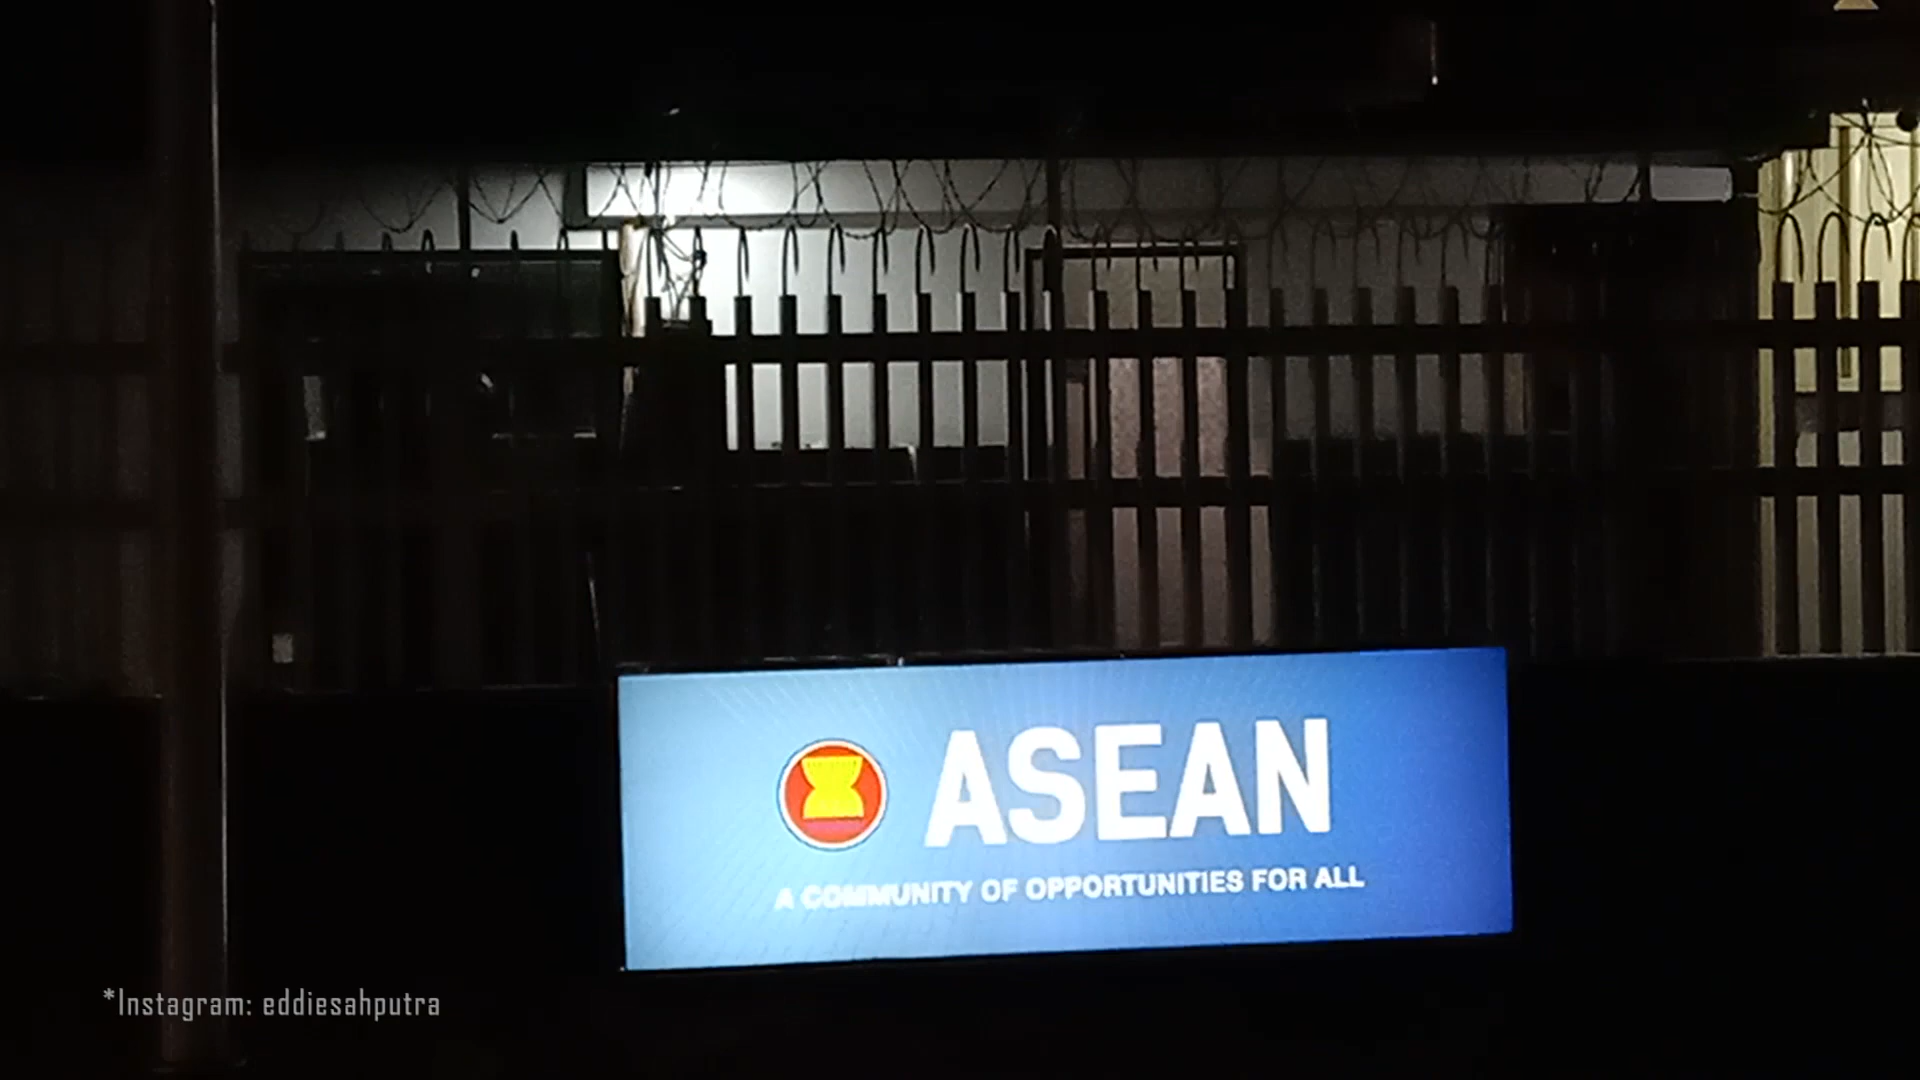 ASEAN
A COMMUNITY OF OPPORTUNITIES FOR ALL
*Instagram: eddiesahputra